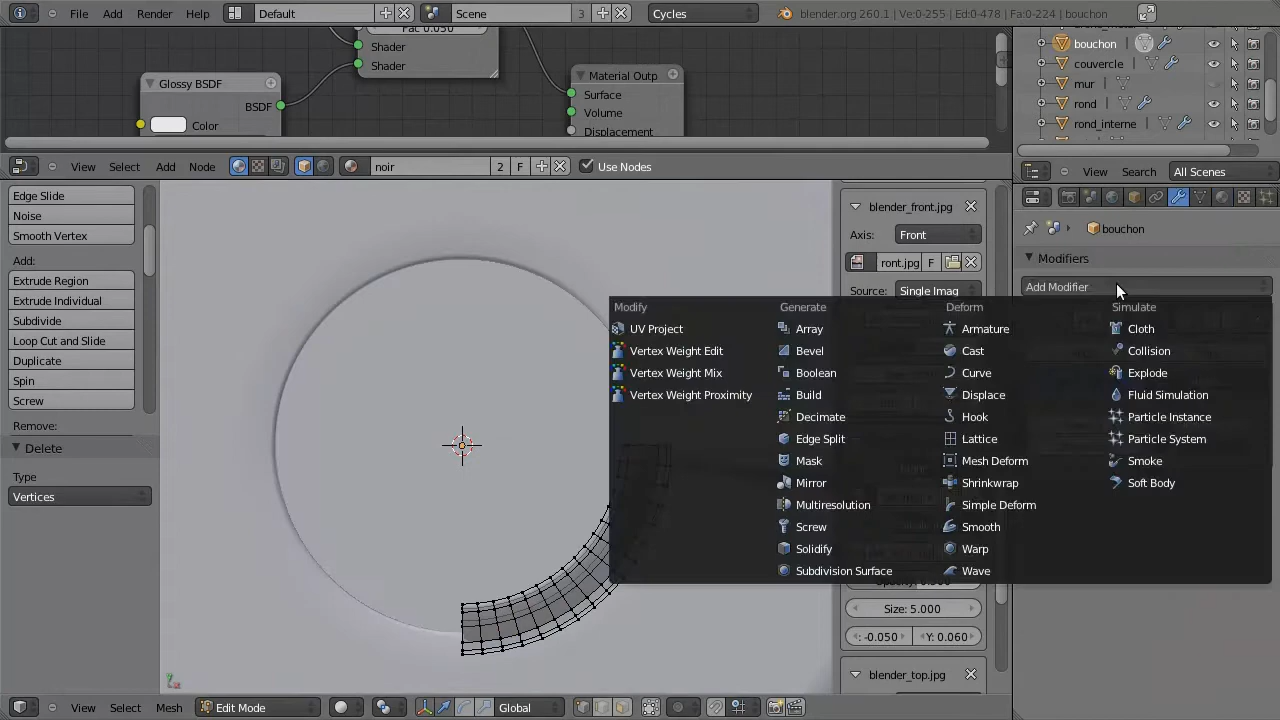 File Add Render Help Default Scene 3 Cycles blender.org 260.1 | Ve:0-255 | Ed:0-478 | Fa:0-224 | bouchon
Fac 0.050
Shader
Shader
Glossy BSDF
BSDF
Color
Material Outp
Surface
Volume
Displacement
bouchon
couvercle
mur
rond
rond_interne
View Select Add Node noir 2 F Use Nodes
View Search All Scenes
Edge Slide
Noise
Smooth Vertex
Add:
Extrude Region
Extrude Individual
Subdivide
Loop Cut and Slide
Duplicate
Spin
Screw
Remove:
Delete
Type
Vertices
blender_front.jpg
Axis: Front
ront.jpg F
Source: Single Imag
bouchon
Modifiers
Add Modifier
Modify
UV Project
Vertex Weight Edit
Vertex Weight Mix
Vertex Weight Proximity
Generate
Array
Bevel
Boolean
Build
Decimate
Edge Split
Mask
Mirror
Multiresolution
Screw
Solidify
Subdivision Surface
Deform
Armature
Cast
Curve
Displace
Hook
Lattice
Mesh Deform
Shrinkwrap
Simple Deform
Smooth
Warp
Wave
Simulate
Cloth
Collision
Explode
Fluid Simulation
Particle Instance
Particle System
Smoke
Soft Body
Size: 5.000
: -0.050 Y: 0.060
blender_top.jpg
View Select Mesh Edit Mode Global